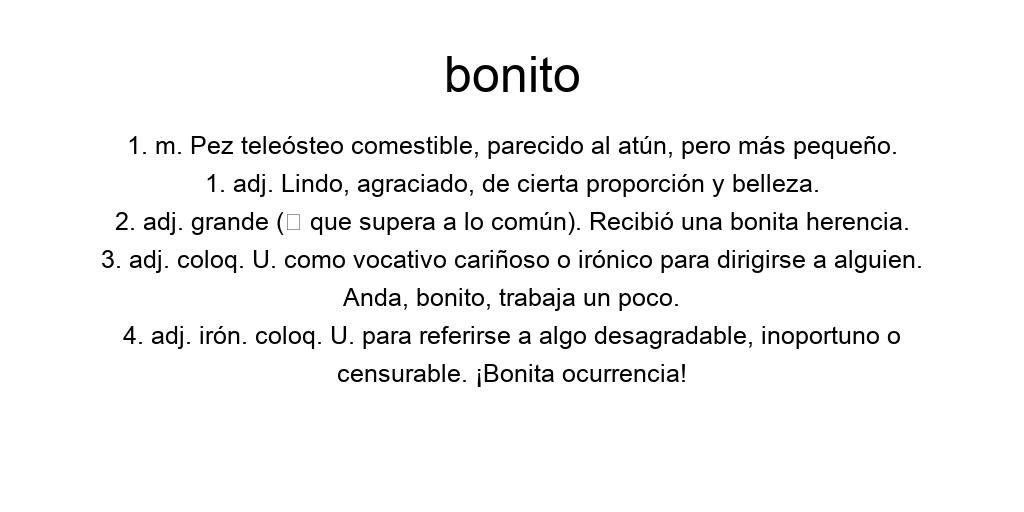 bonito
1. m. Pez teleósteo comestible, parecido al atún, pero más pequeño.
1. adj. Lindo, agraciado, de cierta proporción y belleza.
2. adj. grande (▯ que supera a lo común). Recibió una bonita herencia.
3. adj. coloq. U. como vocativo cariñoso o irónico para dirigirse a alguien.
Anda, bonito, trabaja un poco.
4. adj. irón. coloq. U. para referirse a algo desagradable, inoportuno o
censurable. ¡Bonita ocurrencia!